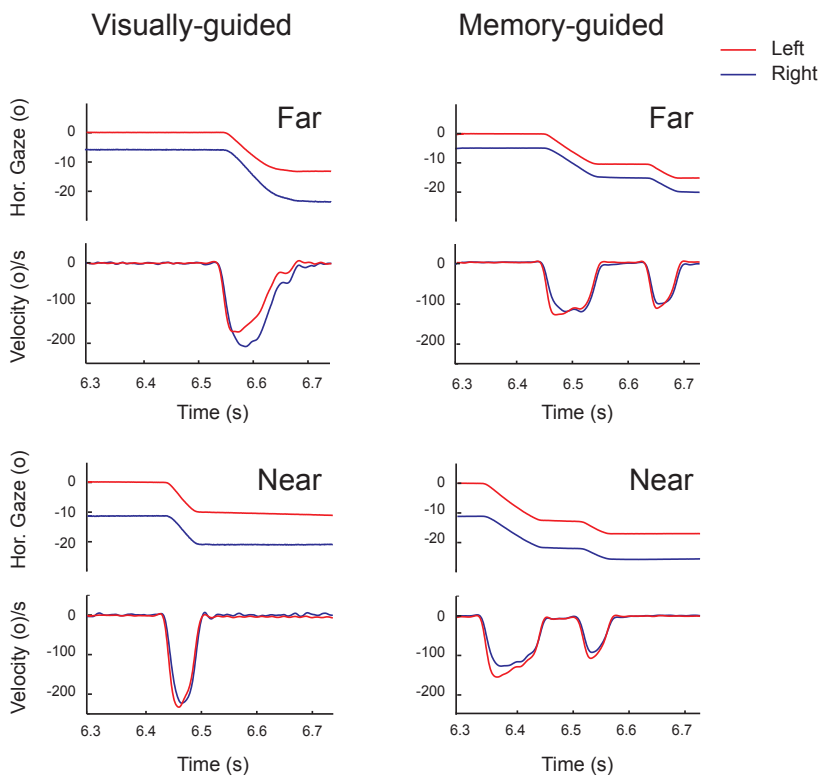 Visually-guided
Memory-guided
Left
Right
Hor. Gaze (o)
0
-10
-20
Far
0
-10
-20
Far
Velocity (o)/s
0
-100
-200
6.3 6.4 6.5 6.6 6.7
Time (s)
0
-100
-200
6.3 6.4 6.5 6.6 6.7
Time (s)
Hor. Gaze (o)
0
-10
-20
Near
0
-10
-20
Near
Velocity (o)/s
0
-100
-200
6.3 6.4 6.5 6.6 6.7
Time (s)
0
-100
-200
6.3 6.4 6.5 6.6 6.7
Time (s)